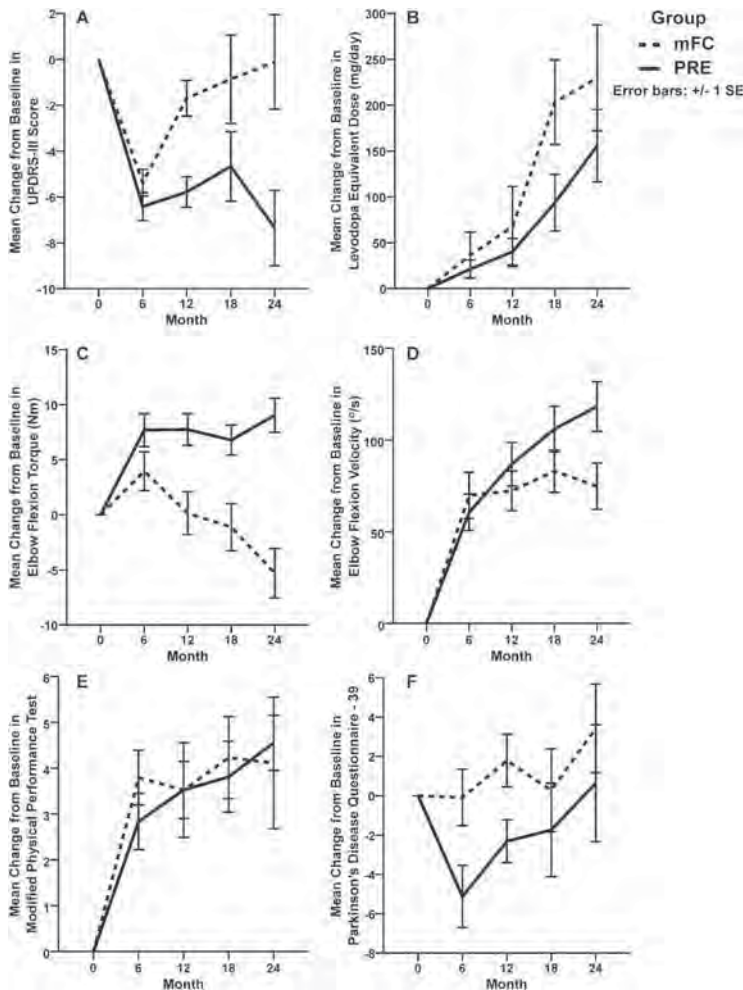 A
Mean Change from Baseline in
UPDRS-III Score
2
0
-2
-4
-6
-8
-10
0 6 12 18 24
Month
B
Mean Change from Baseline in
Levodopa Equivalent Dose (mg/day)
300
250
200
150
100
50
0
0 6 12 18 24
Month
Group
mFC
PRE
Error bars: +/- 1 SE
C
Mean Change from Baseline in
Elbow Flexion Torque (Nm)
15
10
5
0
-5
-10
0 6 12 18 24
Month
D
Mean Change from Baseline in
Elbow Flexion Velocity (°/s)
150
100
50
0
0 6 12 18 24
Month
E
Mean Change from Baseline in
Modified Physical Performance Test
6
5
4
3
2
1
0
0 6 12 18 24
Month
F
Mean Change from Baseline in
Parkinson's Disease Questionnaire - 39
6
4
2
0
-2
-4
-6
-8
0 6 12 18 24
Month